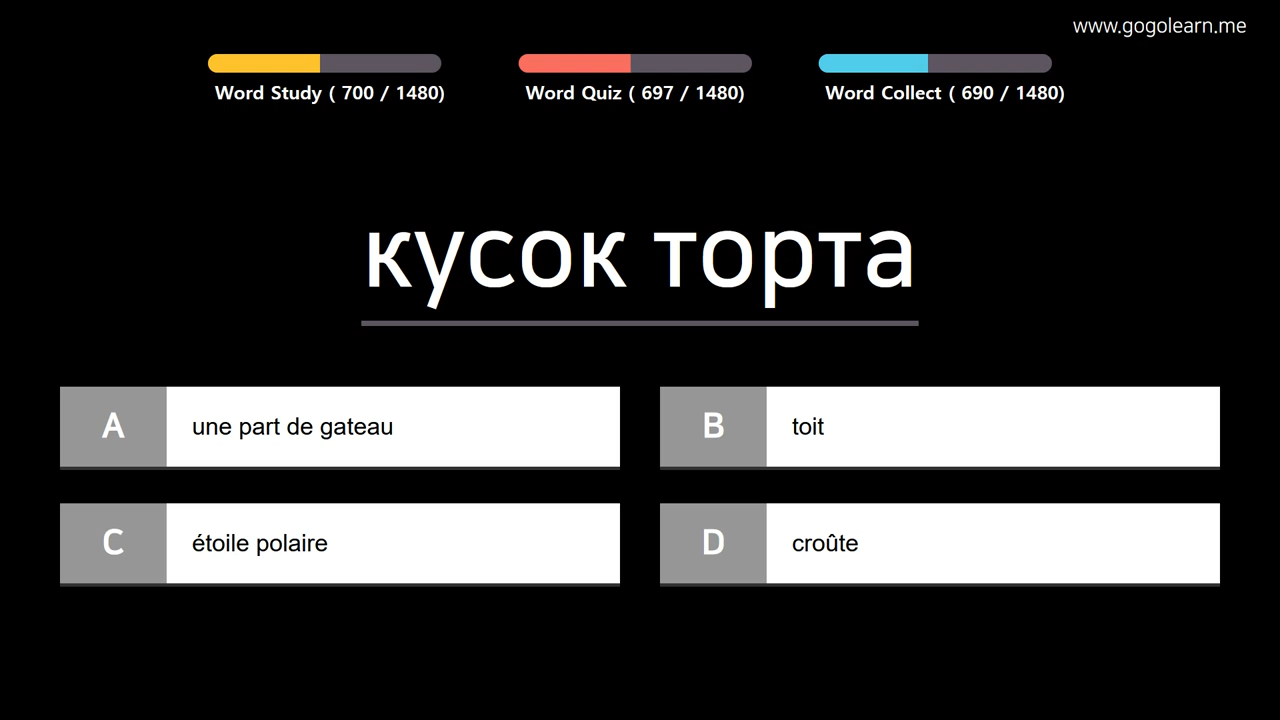 www.gogolearn.me
Word Study ( 700 / 1480)
Word Quiz ( 697 / 1480)
Word Collect ( 690 / 1480)
кусок торта
A
une part de gateau
B
toit
C
étoile polaire
D
croûte